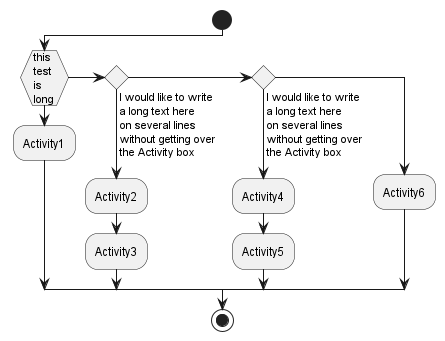 this
test
is
long
Activity1
I would like to write
a long text here
on several lines
without getting over
the Activity box
Activity2
Activity3
I would like to write
a long text here
on several lines
without getting over
the Activity box
Activity4
Activity5
Activity6